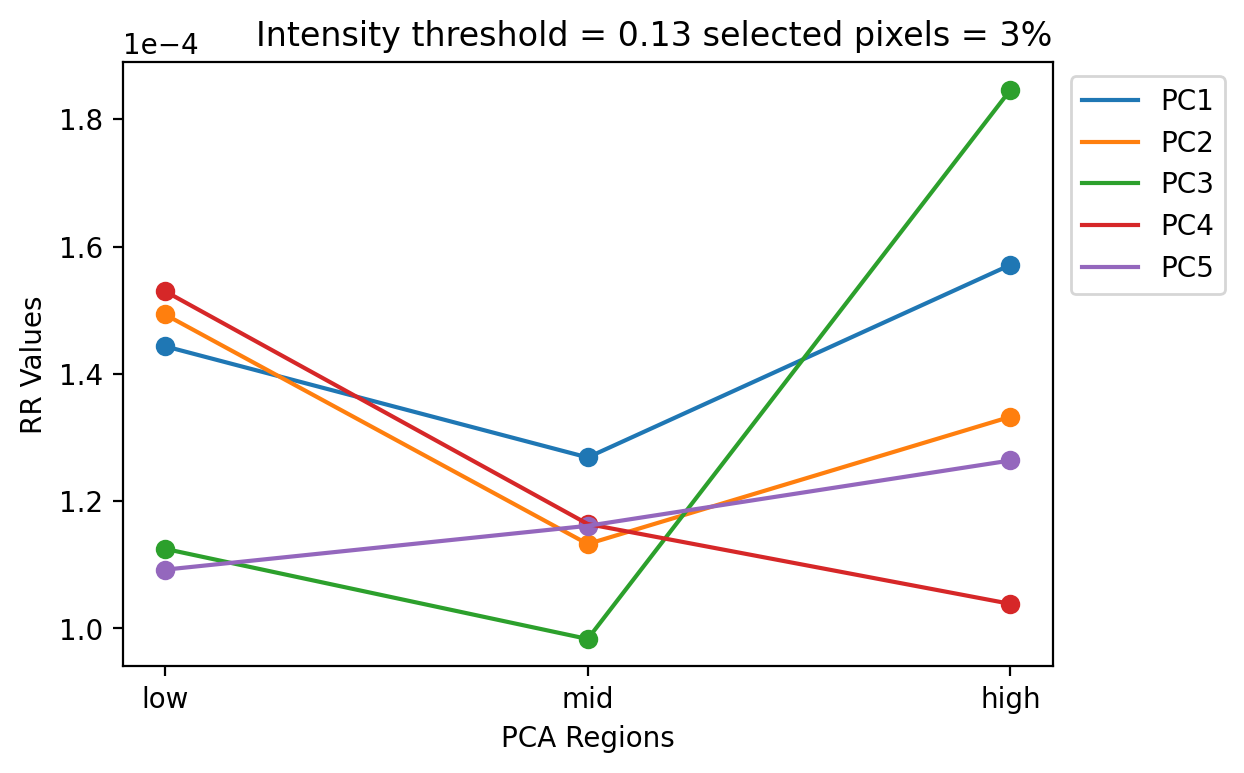 Intensity threshold = 0.13 selected pixels = 3%
1e−4
1.8
1.6
1.4
1.2
1.0
RR Values
low
mid
high
PCA Regions
PC1
PC2
PC3
PC4
PC5